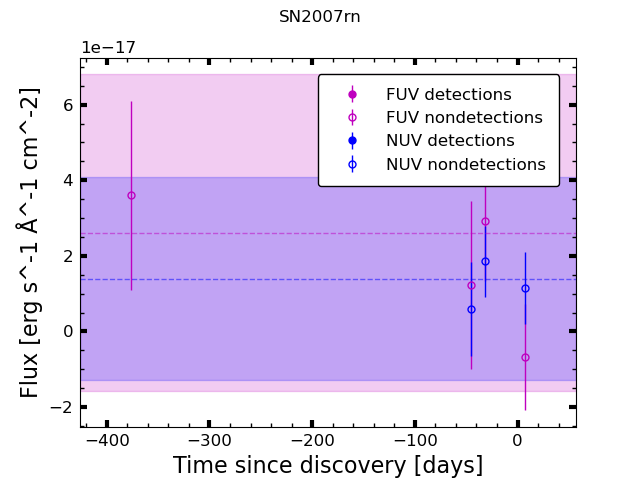 SN2007rn
1e−17
FUV detections
FUV nondetections
NUV detections
NUV nondetections
6
4
2
0
−2
Flux [erg s^-1 Å^-1 cm^-2]
−400 −300 −200 −100 0
Time since discovery [days]